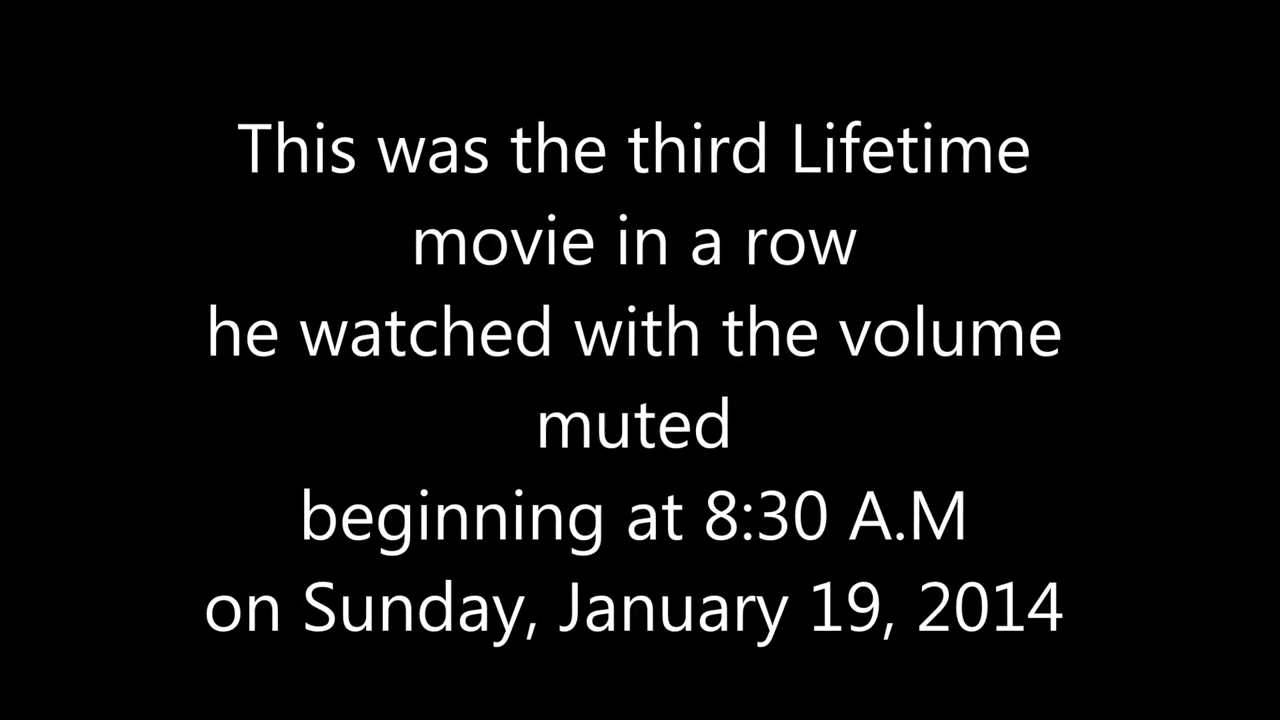 This was the third Lifetime
movie in a row
he watched with the volume
muted
beginning at 8:30 A.M
on Sunday, January 19, 2014